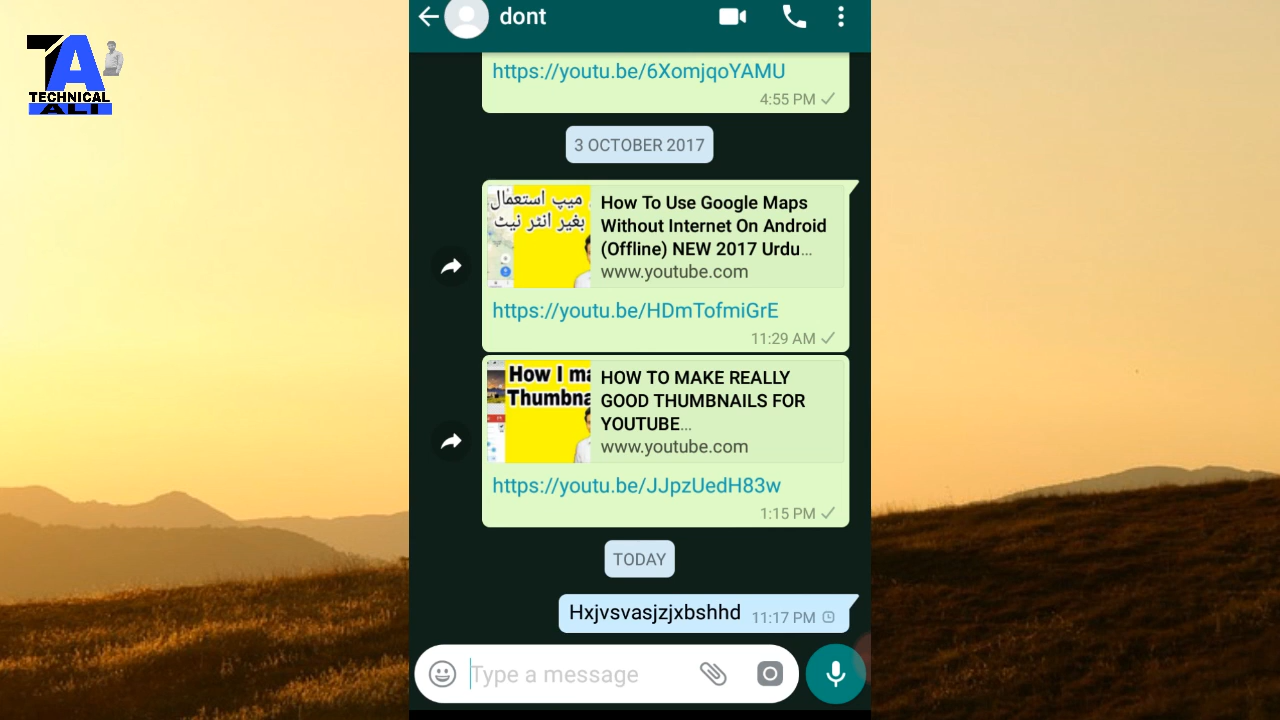 TA
TECHNICAL
ALI
dont
https://youtu.be/6XomjqoYAMU
4:55 PM
3 OCTOBER 2017
میپ استعمال
بغیر انٹر نیٹ
How To Use Google Maps
Without Internet On Android
(Offline) NEW 2017 Urdu...
www.youtube.com
https://youtu.be/HDmTofmiGrE
11:29 AM
How I ma
Thumbna
HOW TO MAKE REALLY
GOOD THUMBNAILS FOR
YOUTUBE...
www.youtube.com
https://youtu.be/JJpzUedH83w
1:15 PM
TODAY
Hxjvsvasjzjxbshhd 11:17 PM
Type a message